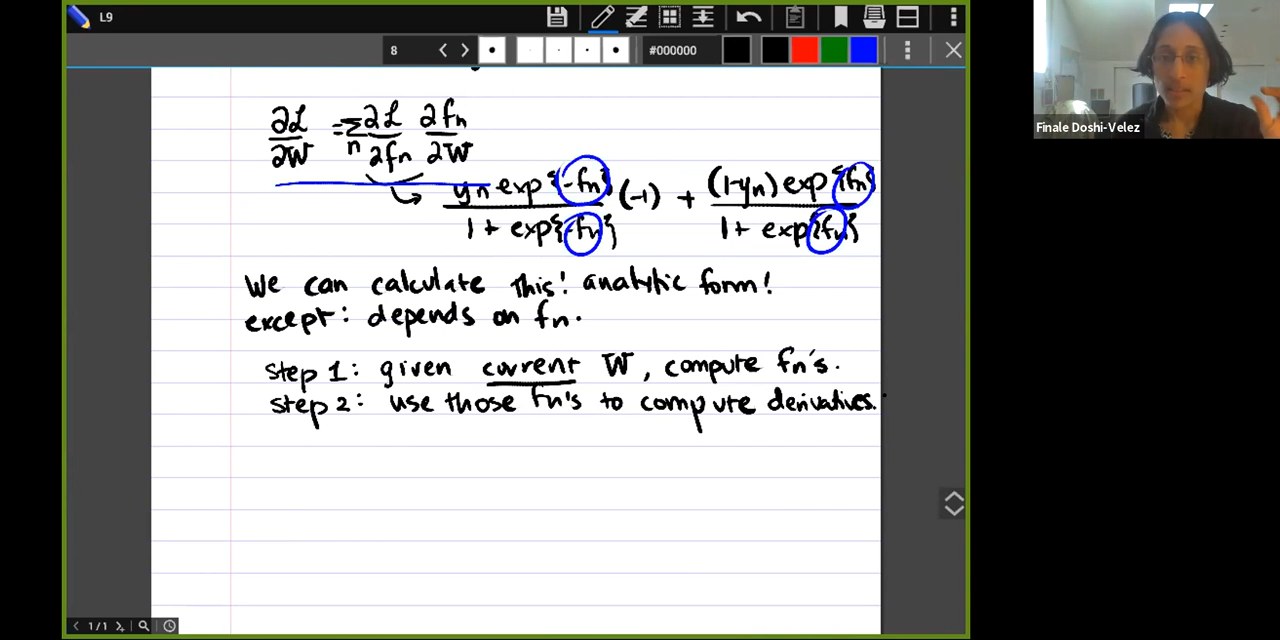 L9
8
#000000
Finale Doshi-Velez
∂L/∂W = Σn ∂L/∂fn ∂fn/∂W
yn exp{-fn} / 1 + exp{-fn} (-1) + (1-yn) exp{fn} / 1 + exp{fn}
We can calculate this! analytic form!
except: depends on fn.
step 1: given current W, compute fn's.
step 2: use those fn's to compute derivatives.
1/1